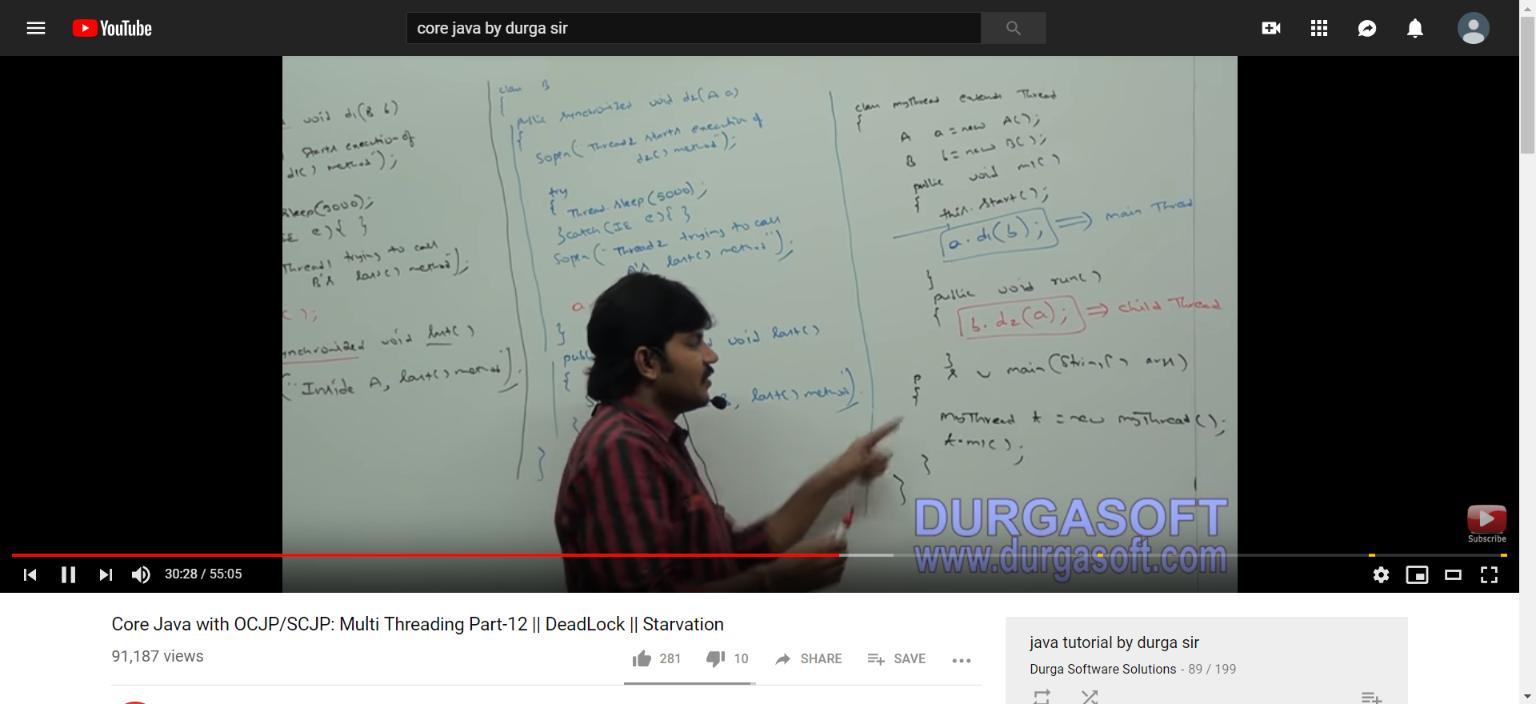 YouTube
core java by durga sir
void d1(B b)
starts execution of
d1() method");
sleep(5000);
IE e){ }
Thread1 trying to call
B's last() method");
();
ynchronized void last()
("Inside A, last() method");
class B
{
public synchronized void d2(A a)
{
Sopln("Thread2 starts execution of
d2() method");
try
{ Thread.sleep(5000);
}catch(IE e){ }
Sopln("Thread2 trying to call
A's last() method");
a
}
publ
void last()
{
B, last() method");
}
}
class MyThread extends Thread
{
A a = new A();
B b = new B();
public void m1()
{
this.start();
a.d1(b); ⇒ main Thread
}
public void run()
{
b.d2(a); ⇒ child Thread
}
main(String[] args)
{
MyThread t = new MyThread();
t.m1();
}
}
DURGASOFT
www.durgasoft.com
Subscribe
30:28 / 55:05
Core Java with OCJP/SCJP: Multi Threading Part-12 || DeadLock || Starvation
91,187 views
281
10
SHARE
SAVE
java tutorial by durga sir
Durga Software Solutions - 89 / 199